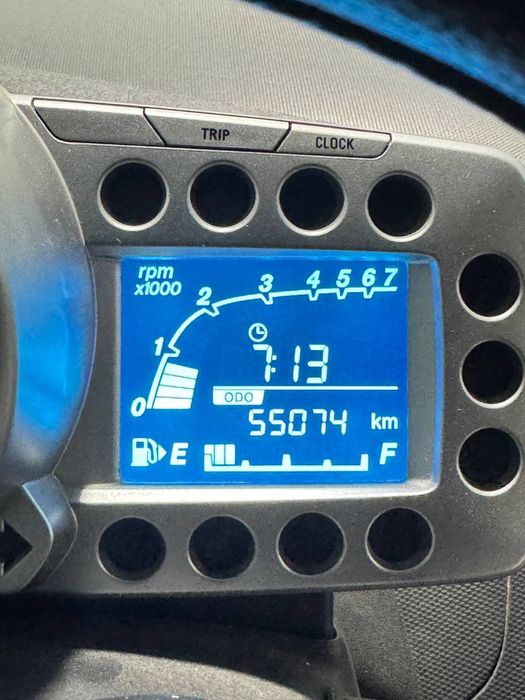 TRIP
CLOCK
rpm
x1000
0 1 2 3 4 5 6 7
7:13
ODO
55074 km
E F